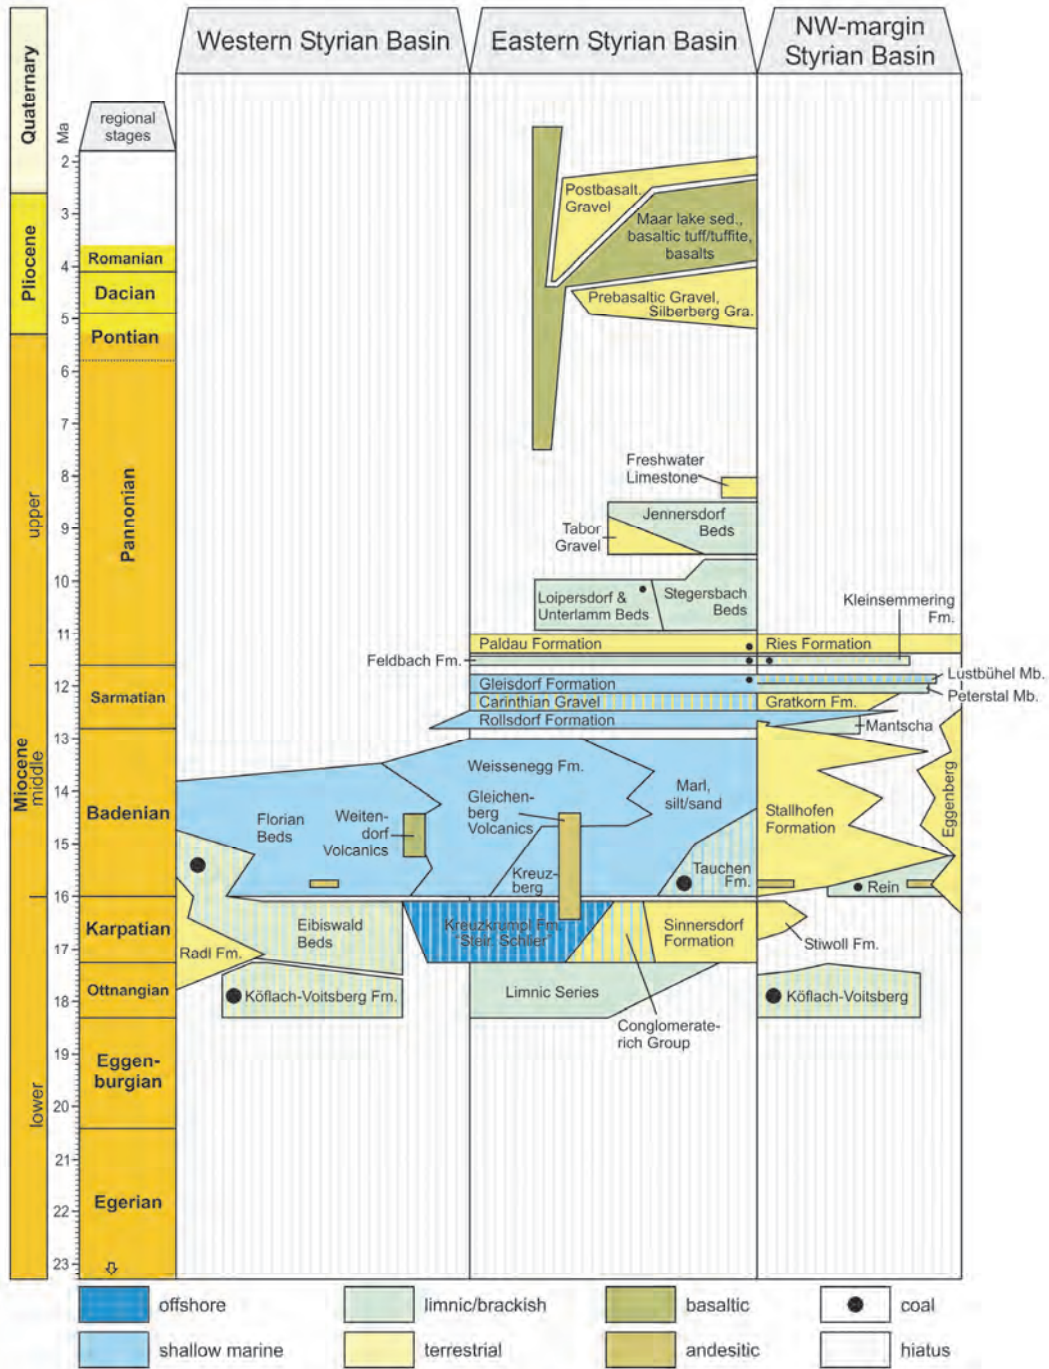 Western Styrian Basin
Eastern Styrian Basin
NW-margin
Styrian Basin
Quaternary
Pliocene
Miocene
upper
middle
lower
regional
stages
Ma
2
3
4
5
6
7
8
9
10
11
12
13
14
15
16
17
18
19
20
21
22
23
Romanian
Dacian
Pontian
Pannonian
Sarmatian
Badenian
Karpatian
Ottnangian
Eggen-
burgian
Egerian
Postbasalt.
Gravel
Maar lake sed.,
basaltic tuff/tuffite,
basalts
Prebasaltic Gravel,
Silberberg Gra.
Freshwater
Limestone
Jennersdorf
Beds
Tabor
Gravel
Loipersdorf &
Unterlamm Beds
Stegersbach
Beds
Kleinsemmering
Fm.
Paldau Formation
Ries Formation
Feldbach Fm.
Lustbühel Mb.
Gleisdorf Formation
Peterstal Mb.
Carinthian Gravel
Gratkorn Fm.
Rollsdorf Formation
Mantscha
Weissenegg Fm.
Marl,
silt/sand
Gleichen-
berg
Volcanics
Florian
Beds
Weiten-
dorf
Volcanics
Stallhofen
Formation
Eggenberg
Kreuz-
berg
Tauchen
Fm.
Rein
Eibiswald
Beds
Kreuzkrumpl Fm.
"Steir. Schlier"
Sinnersdorf
Formation
Stiwoll Fm.
Radl Fm.
Köflach-Voitsberg Fm.
Limnic Series
Köflach-Voitsberg
Conglomerate-
rich Group
offshore
limnic/brackish
basaltic
coal
shallow marine
terrestrial
andesitic
hiatus